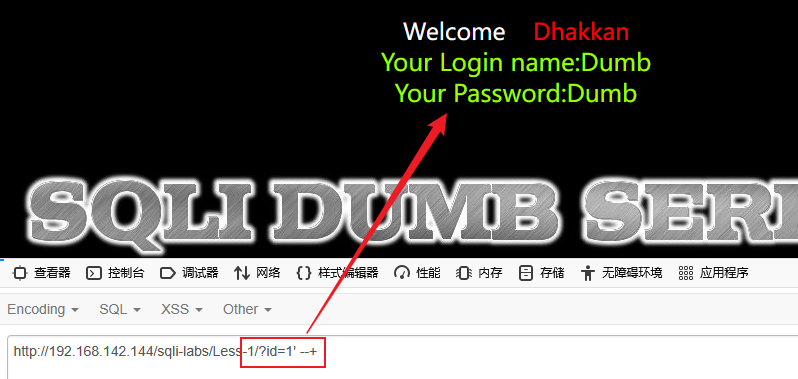 Welcome Dhakkan
Your Login name:Dumb
Your Password:Dumb
SQLI DUMB SERI
查看器 控制台 调试器 网络 样式编辑器 性能 内存 存储 无障碍环境 应用程序
Encoding SQL XSS Other
http://192.168.142.144/sqli-labs/Less-1/?id=1' --+